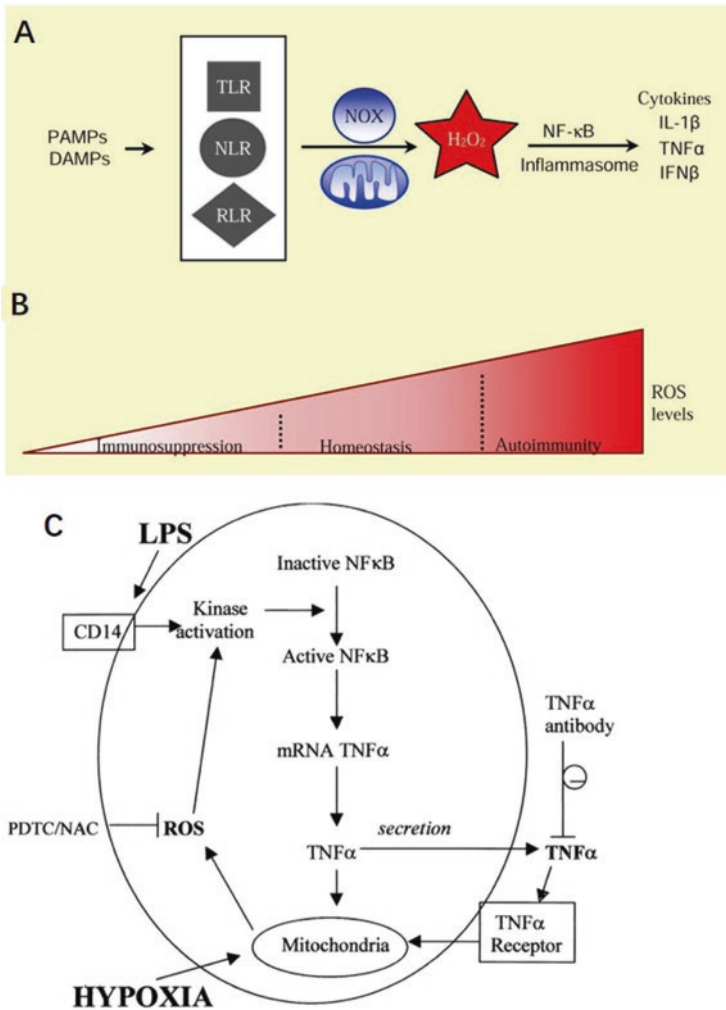 A
PAMPs
DAMPs
TLR
NLR
RLR
NOX
H₂O₂
NF-κB
Inflammasome
Cytokines
IL-1β
TNFα
IFNβ
B
Immunosuppression
Homeostasis
Autoimmunity
ROS
levels
C
LPS
CD14
Kinase
activation
Inactive NFκB
Active NFκB
mRNA TNFα
TNFα
secretion
TNFα
antibody
TNFα
TNFα
Receptor
PDTC/NAC
ROS
Mitochondria
HYPOXIA